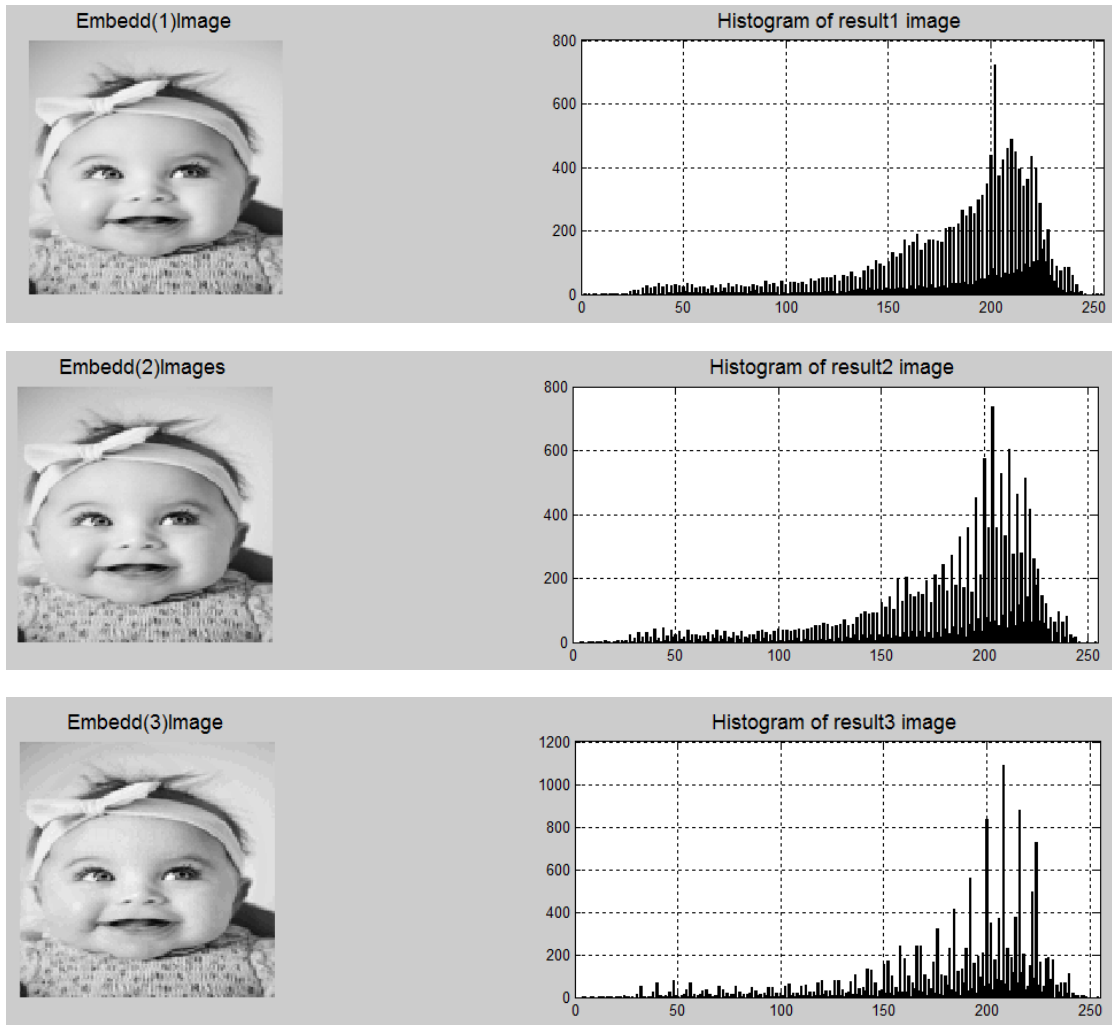 Embedd(1)Image
Histogram of result1 image
800
600
400
200
0
0 50 100 150 200 250
Embedd(2)Images
Histogram of result2 image
800
600
400
200
0
0 50 100 150 200 250
Embedd(3)Image
Histogram of result3 image
1200
1000
800
600
400
200
0
0 50 100 150 200 250